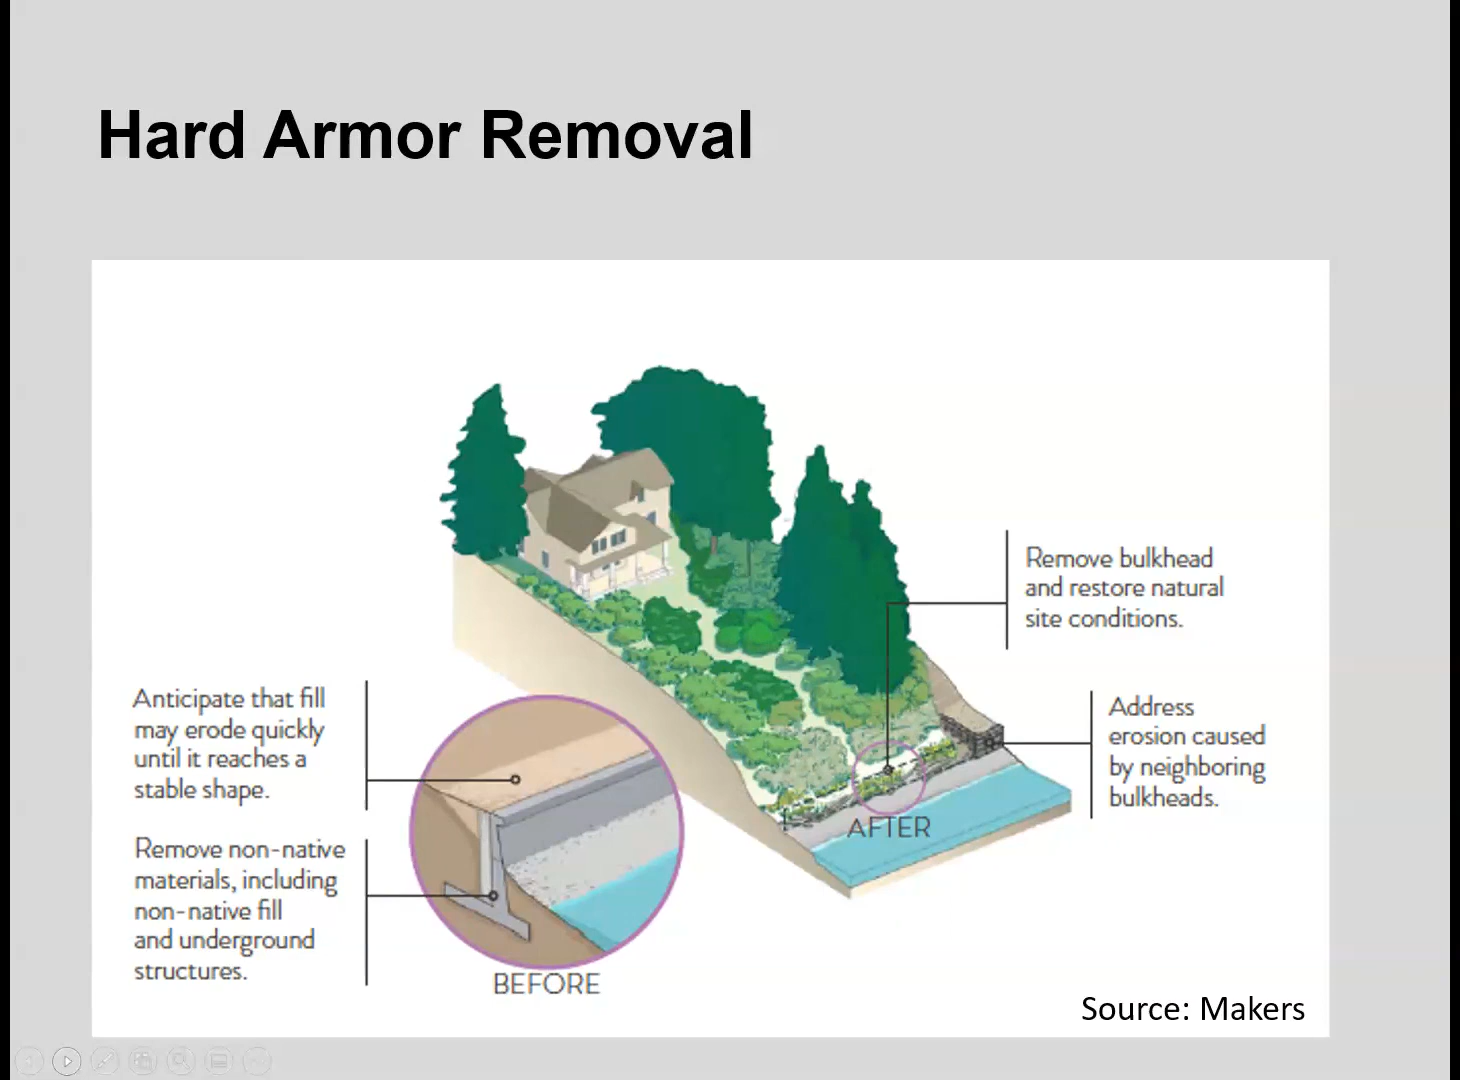 Hard Armor Removal
Remove bulkhead
and restore natural
site conditions.
Anticipate that fill
may erode quickly
until it reaches a
stable shape.
Address
erosion caused
by neighboring
bulkheads.
AFTER
Remove non-native
materials, including
non-native fill
and underground
structures.
BEFORE
Source: Makers